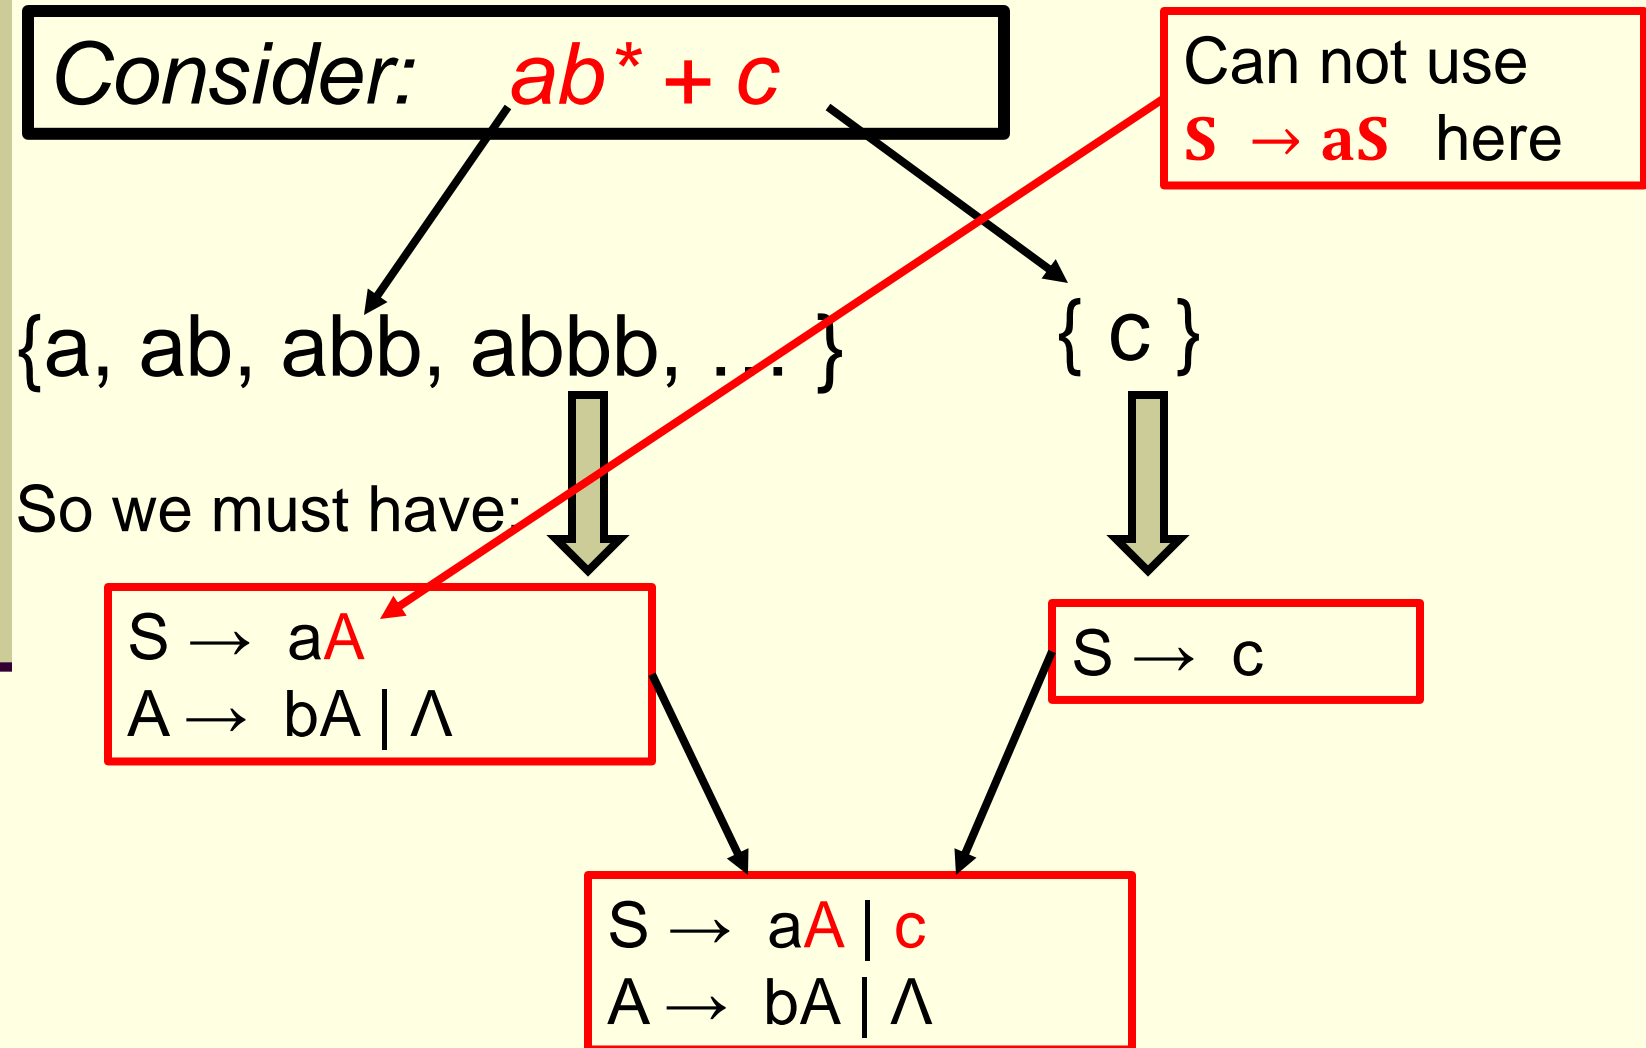 Consider: ab* + c
Can not use
S → aS here
{a, ab, abb, abbb, ... }
{ c }
So we must have:
S → aA
A → bA | Λ
S → c
S → aA | c
A → bA | Λ